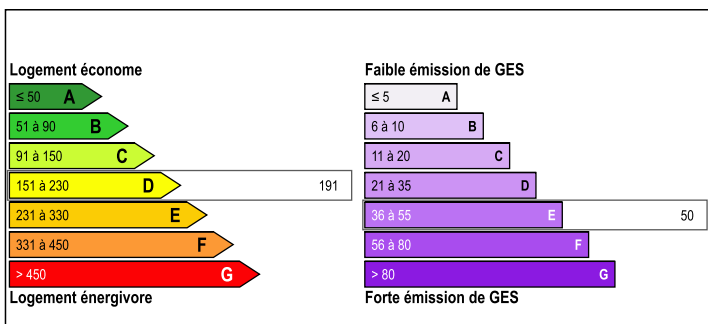 Logement économe
≤ 50 A
51 à 90 B
91 à 150 C
151 à 230 D 191
231 à 330 E
331 à 450 F
> 450 G
Logement énergivore
Faible émission de GES
≤ 5 A
6 à 10 B
11 à 20 C
21 à 35 D
36 à 55 E 50
56 à 80 F
> 80 G
Forte émission de GES